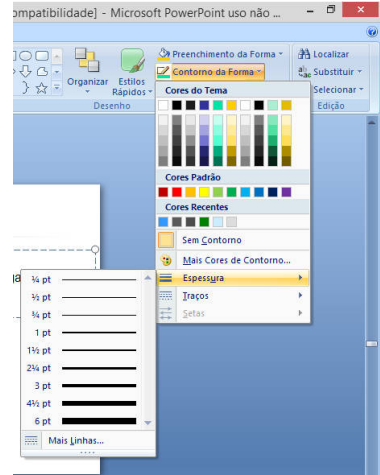 ompatibilidade] - Microsoft PowerPoint uso não ...
Preenchimento da Forma
Contorno da Forma
Localizar
Substituir
Selecionar
Organizar
Estilos
Rápidos
Desenho
Edição
Cores do Tema
Cores Padrão
Cores Recentes
Sem Contorno
Mais Cores de Contorno...
Espessura
Traços
Setas
¼ pt
½ pt
¾ pt
1 pt
1½ pt
2¼ pt
3 pt
4½ pt
6 pt
Mais Linhas...